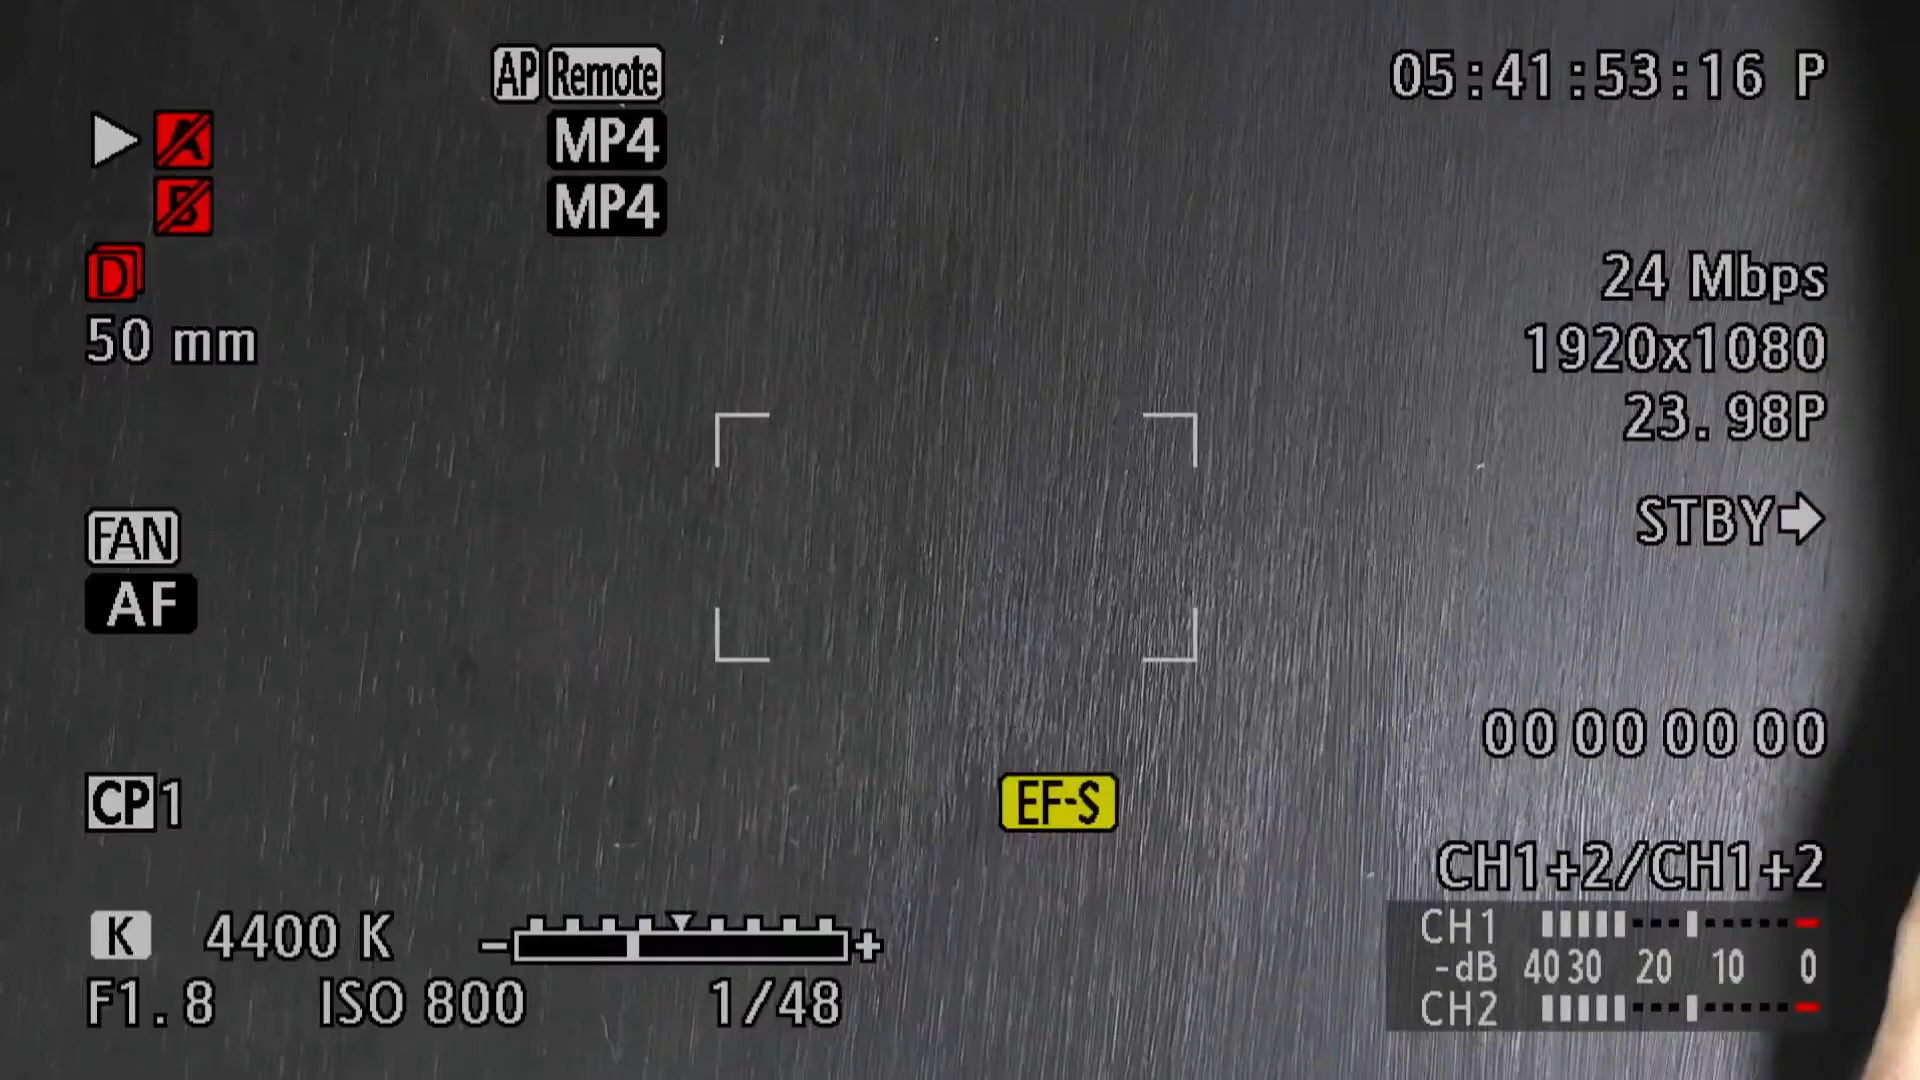 AP Remote 05:41:53:16 P
A MP4
B MP4
D 24 Mbps
50 mm 1920x1080
23.98P
FAN STBY
AF
00 00 00 00
CP 1 EF-S
CH1+2/CH1+2
K 4400 K - + CH1
-dB 40 30 20 10 0
F1.8 ISO 800 1/48 CH2